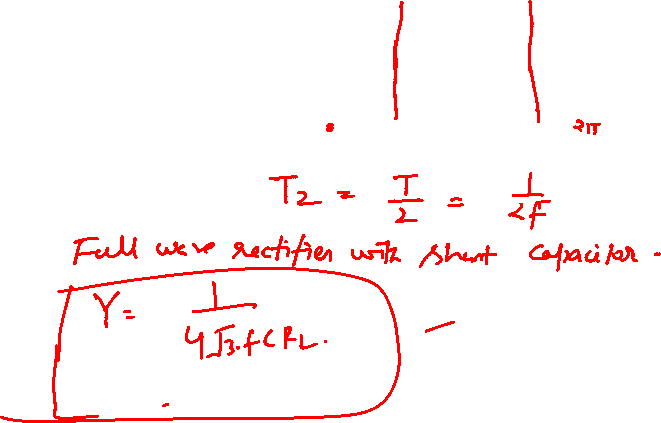 2π
T2 = T/2 = 1/2f
Full wave rectifier with shunt capacitor.
Y = 1/4√3.fCRL.